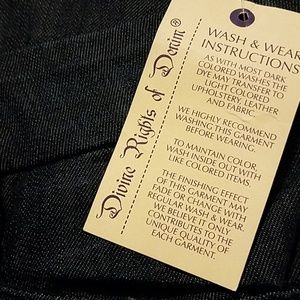 Divine Rights of Denim®
WASH & WEAR
INSTRUCTIONS
AS WITH MOST DARK
COLORED WASHES THE
DYE MAY TRANSFER TO
LIGHT COLORED
UPHOLSTERY, LEATHER
AND FABRIC.
WE HIGHLY RECOMMEND
WASHING THIS GARMENT
BEFORE WEARING.
TO MAINTAIN COLOR,
WASH INSIDE OUT WITH
LIKE COLORED ITEMS.
THE FINISHING EFFECT
OF THIS GARMENT MAY
FADE OR CHANGE WITH
REGULAR WASH & WEAR.
WE BELIEVE IT ONLY
CONTRIBUTES TO THE
UNIQUE QUALITY OF
EACH GARMENT.